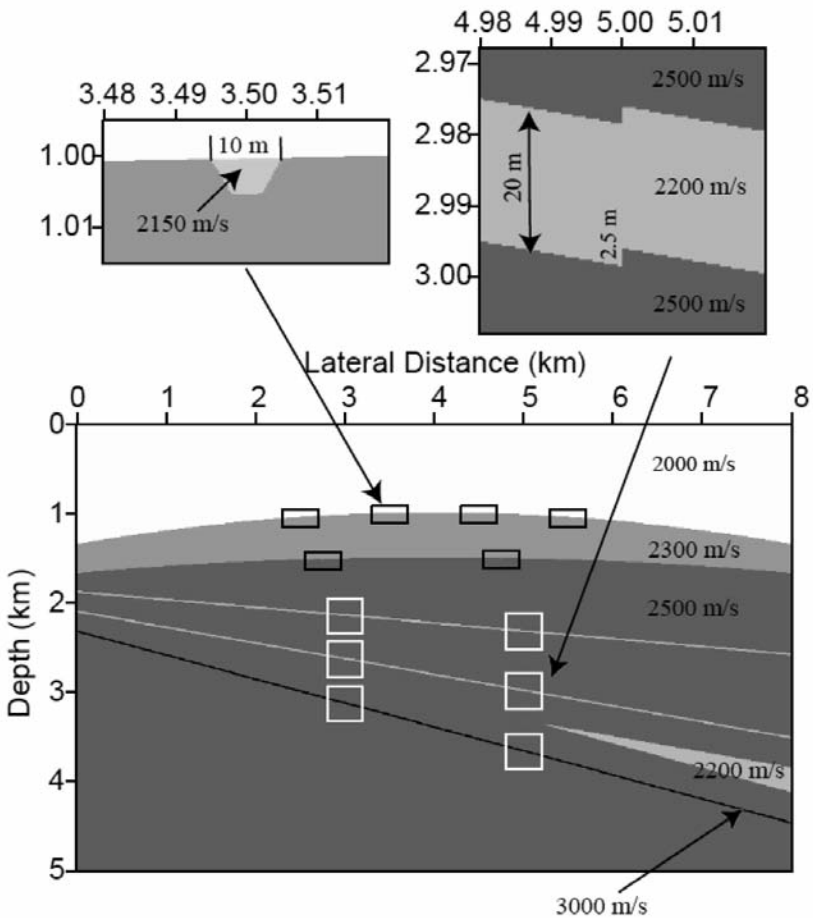 4.98 4.99 5.00 5.01
2.97
2.98
2.99
3.00
2500 m/s
2200 m/s
20 m
2.5 m
2500 m/s
3.48 3.49 3.50 3.51
1.00
1.01
10 m
2150 m/s
Lateral Distance (km)
0 1 2 3 4 5 6 7 8
Depth (km)
0
1
2
3
4
5
2000 m/s
2300 m/s
2500 m/s
2200 m/s
3000 m/s